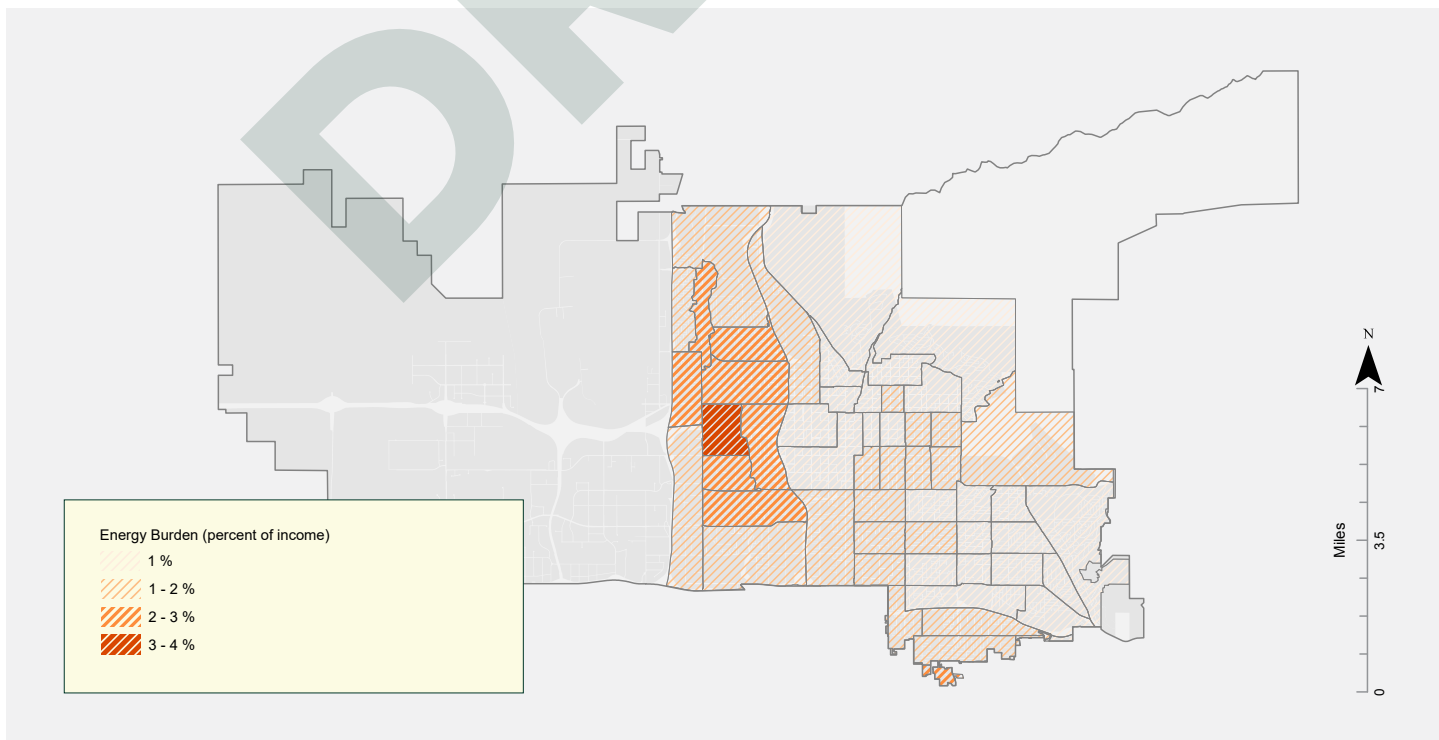 DR
N
7
3.5
0
Miles
Energy Burden (percent of income)
1 %
1 - 2 %
2 - 3 %
3 - 4 %